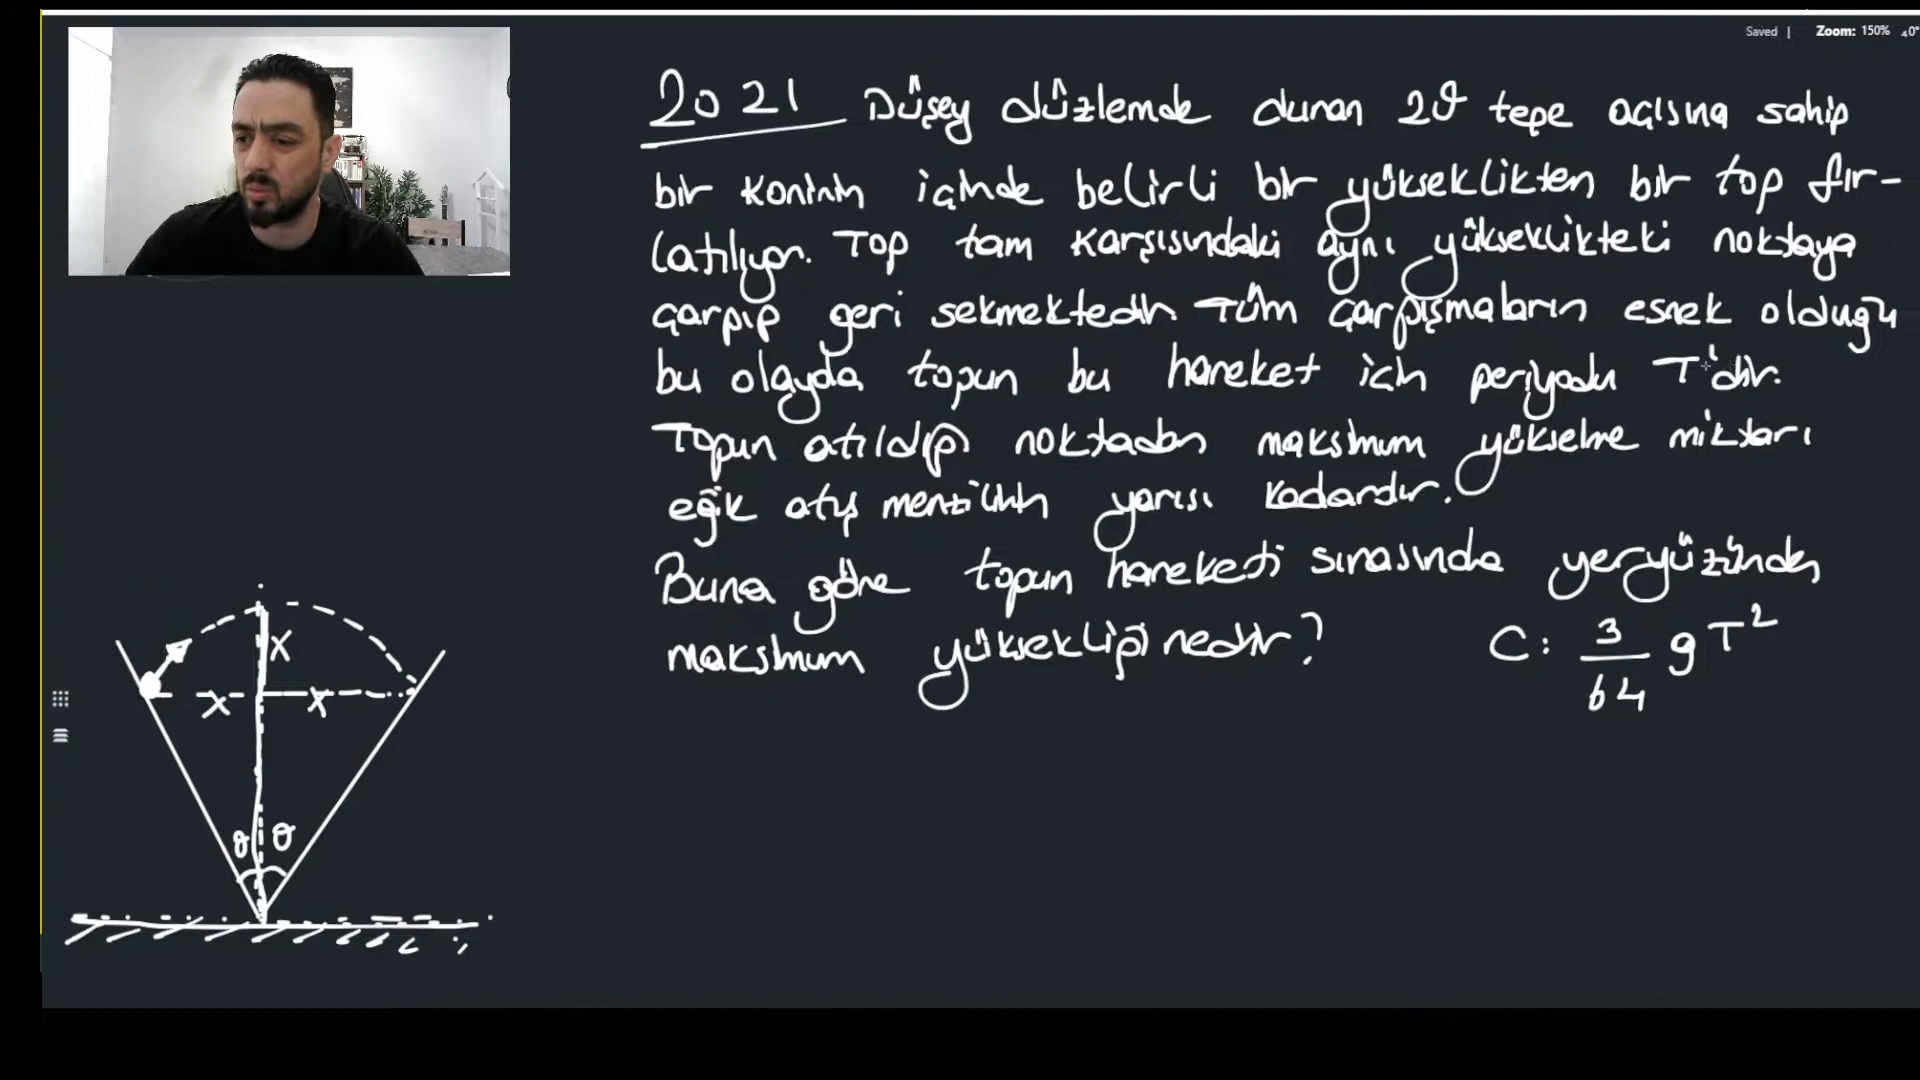 Saved | Zoom: 150%
2021 Düşey düzlemde duran 2θ tepe açısına sahip
bir koninin içinde belirli bir yükseklikten bir top fır-
latılıyor. Top tam karşısındaki aynı yükseklikteki noktaya
çarpıp geri sekmektedir. Tüm çarpışmaların esnek olduğu
bu olayda topun bu hareket için periyodu T'dir.
Topun atıldığı noktadan maksimum yükselme miktarı
eğik atış menzilinin yarısı kadardır.
Buna göre topun hareketi sırasında yeryüzünden
maksimum yüksekliği nedir? C: 3/64 g T²
x
x x
θ θ